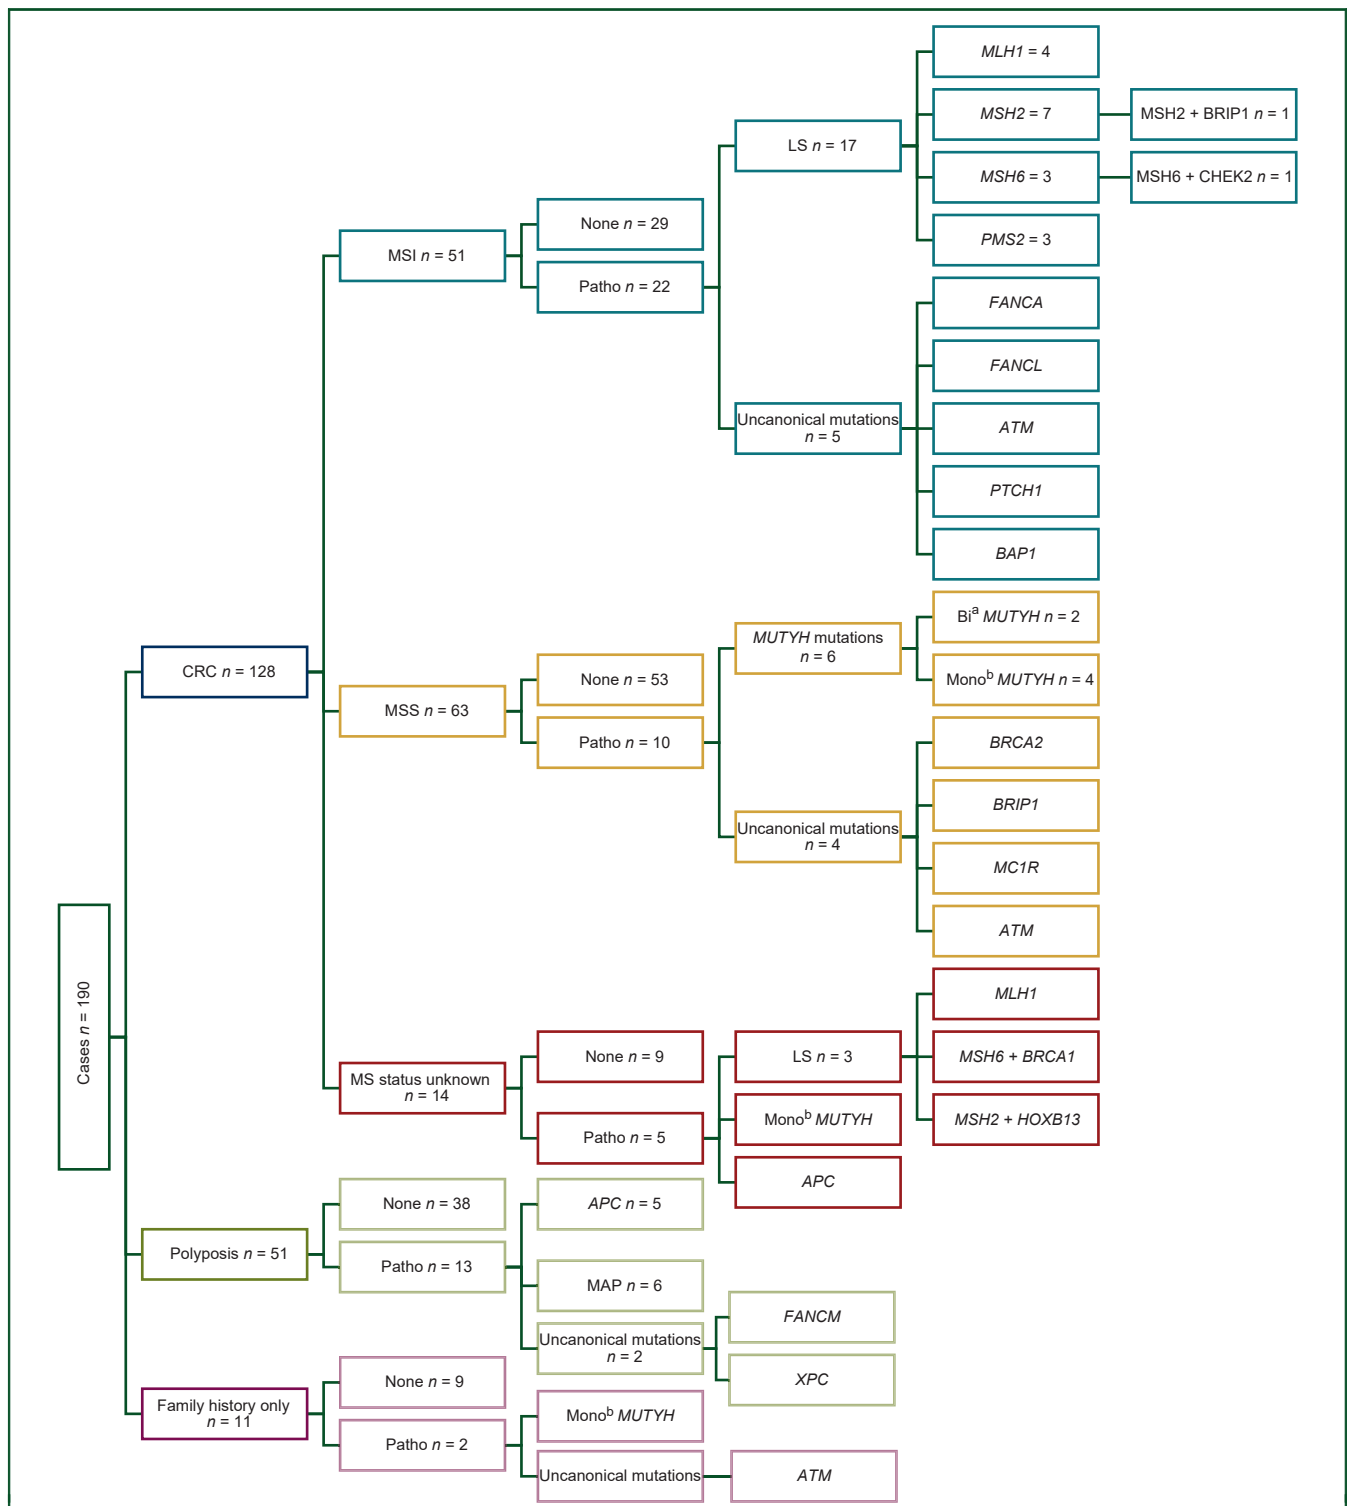 Cases n = 190
CRC n = 128
MSI n = 51
None n = 29
Patho n = 22
LS n = 17
MLH1 = 4
MSH2 = 7
MSH2 + BRIP1 n = 1
MSH6 = 3
MSH6 + CHEK2 n = 1
PMS2 = 3
Uncanonical mutations
n = 5
FANCA
FANCL
ATM
PTCH1
BAP1
MSS n = 63
None n = 53
Patho n = 10
MUTYH mutations
n = 6
Biᵃ MUTYH n = 2
Monoᵇ MUTYH n = 4
Uncanonical mutations
n = 4
BRCA2
BRIP1
MC1R
ATM
MS status unknown
n = 14
None n = 9
Patho n = 5
LS n = 3
MLH1
MSH6 + BRCA1
MSH2 + HOXB13
Monoᵇ MUTYH
APC
Polyposis n = 51
None n = 38
Patho n = 13
APC n = 5
MAP n = 6
Uncanonical mutations
n = 2
FANCM
XPC
Family history only
n = 11
None n = 9
Patho n = 2
Monoᵇ MUTYH
Uncanonical mutations
ATM